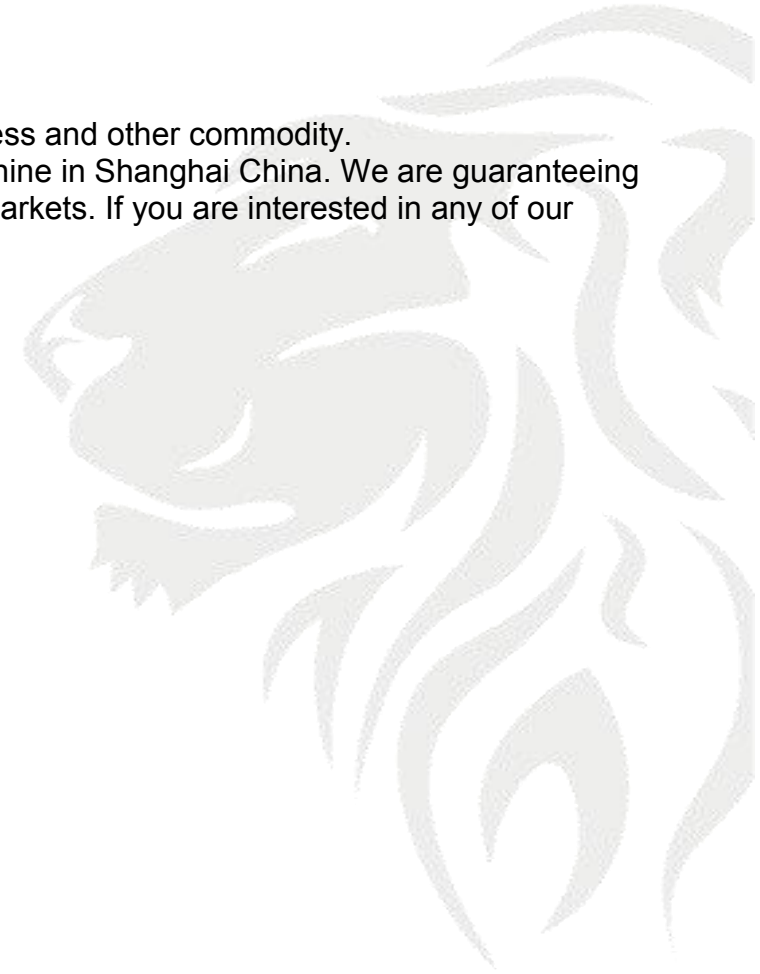 ess and other commodity.
hine in Shanghai China. We are guaranteeing
arkets. If you are interested in any of our